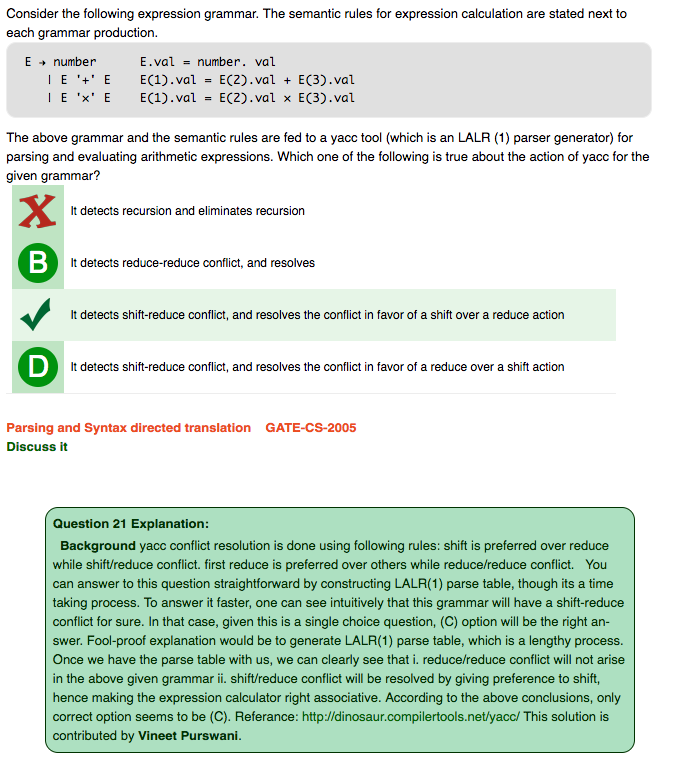 Consider the following expression grammar. The semantic rules for expression calculation are stated next to
each grammar production.
E → number E.val = number. val
| E '+' E E(1).val = E(2).val + E(3).val
| E '×' E E(1).val = E(2).val × E(3).val
The above grammar and the semantic rules are fed to a yacc tool (which is an LALR (1) parser generator) for
parsing and evaluating arithmetic expressions. Which one of the following is true about the action of yacc for the
given grammar?
X It detects recursion and eliminates recursion
B It detects reduce-reduce conflict, and resolves
It detects shift-reduce conflict, and resolves the conflict in favor of a shift over a reduce action
D It detects shift-reduce conflict, and resolves the conflict in favor of a reduce over a shift action
Parsing and Syntax directed translation GATE-CS-2005
Discuss it
Question 21 Explanation:
Background yacc conflict resolution is done using following rules: shift is preferred over reduce
while shift/reduce conflict. first reduce is preferred over others while reduce/reduce conflict. You
can answer to this question straightforward by constructing LALR(1) parse table, though its a time
taking process. To answer it faster, one can see intuitively that this grammar will have a shift-reduce
conflict for sure. In that case, given this is a single choice question, (C) option will be the right an-
swer. Fool-proof explanation would be to generate LALR(1) parse table, which is a lengthy process.
Once we have the parse table with us, we can clearly see that i. reduce/reduce conflict will not arise
in the above given grammar ii. shift/reduce conflict will be resolved by giving preference to shift,
hence making the expression calculator right associative. According to the above conclusions, only
correct option seems to be (C). Referance: http://dinosaur.compilertools.net/yacc/ This solution is
contributed by Vineet Purswani.